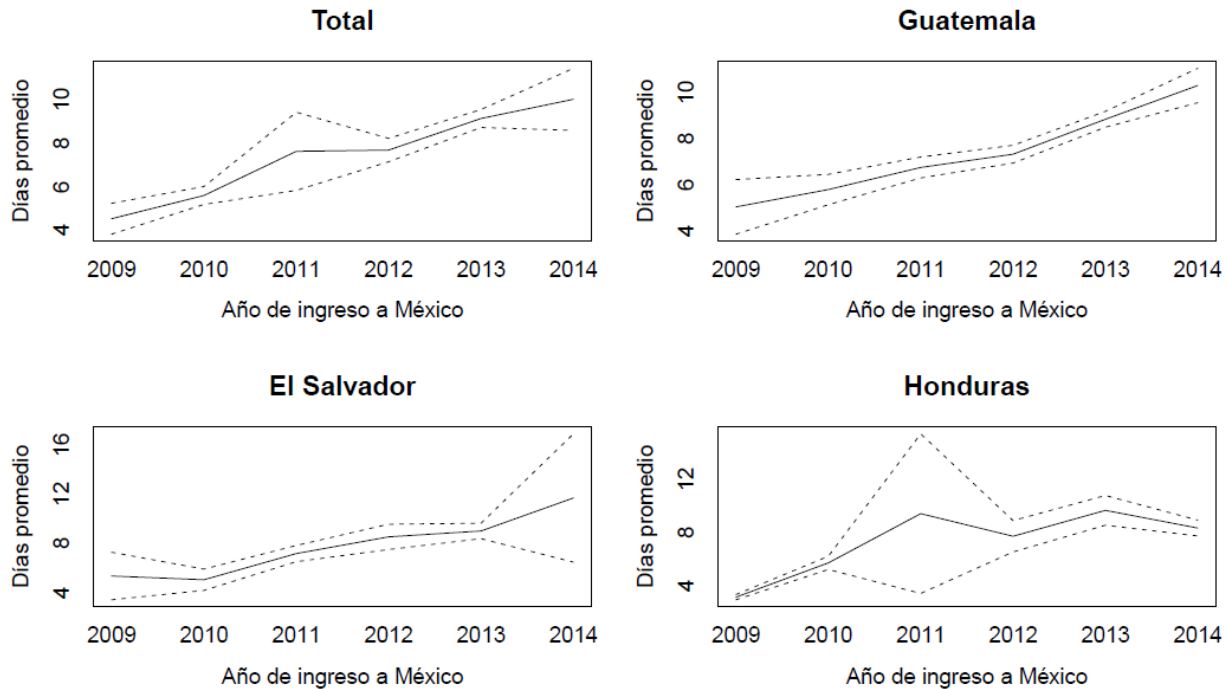 Total
Días promedio
10
8
6
4
2009 2010 2011 2012 2013 2014
Año de ingreso a México
Guatemala
Días promedio
10
8
6
4
2009 2010 2011 2012 2013 2014
Año de ingreso a México
El Salvador
Días promedio
16
12
8
4
2009 2010 2011 2012 2013 2014
Año de ingreso a México
Honduras
Días promedio
12
8
4
2009 2010 2011 2012 2013 2014
Año de ingreso a México